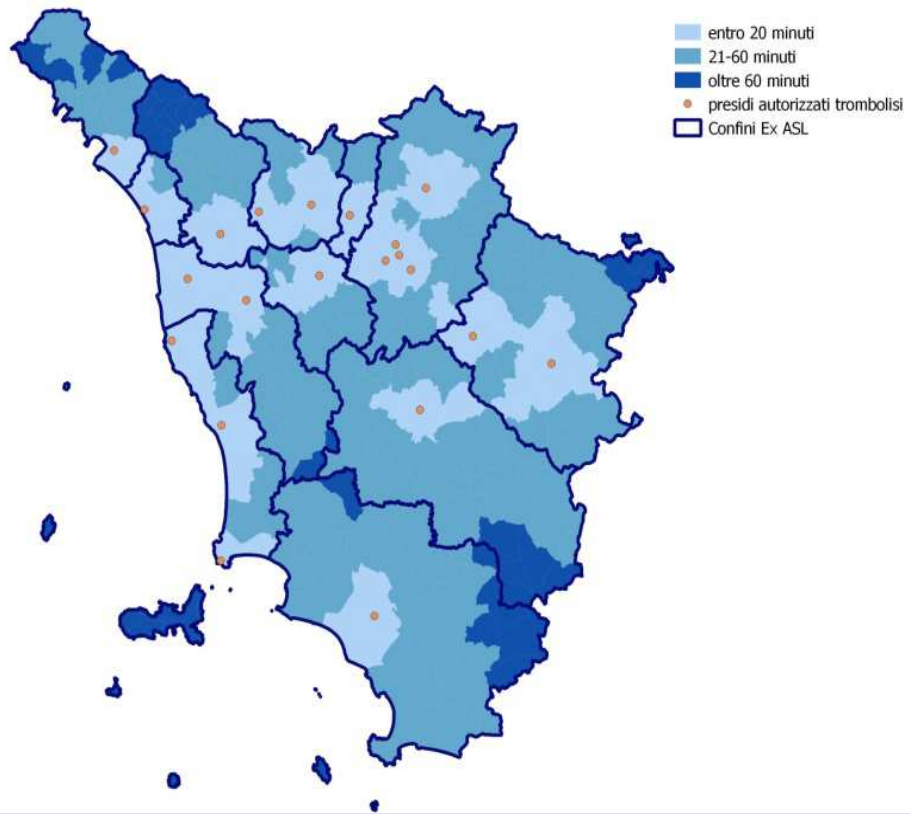 entro 20 minuti
21-60 minuti
oltre 60 minuti
presidi autorizzati trombolisi
Confini Ex ASL